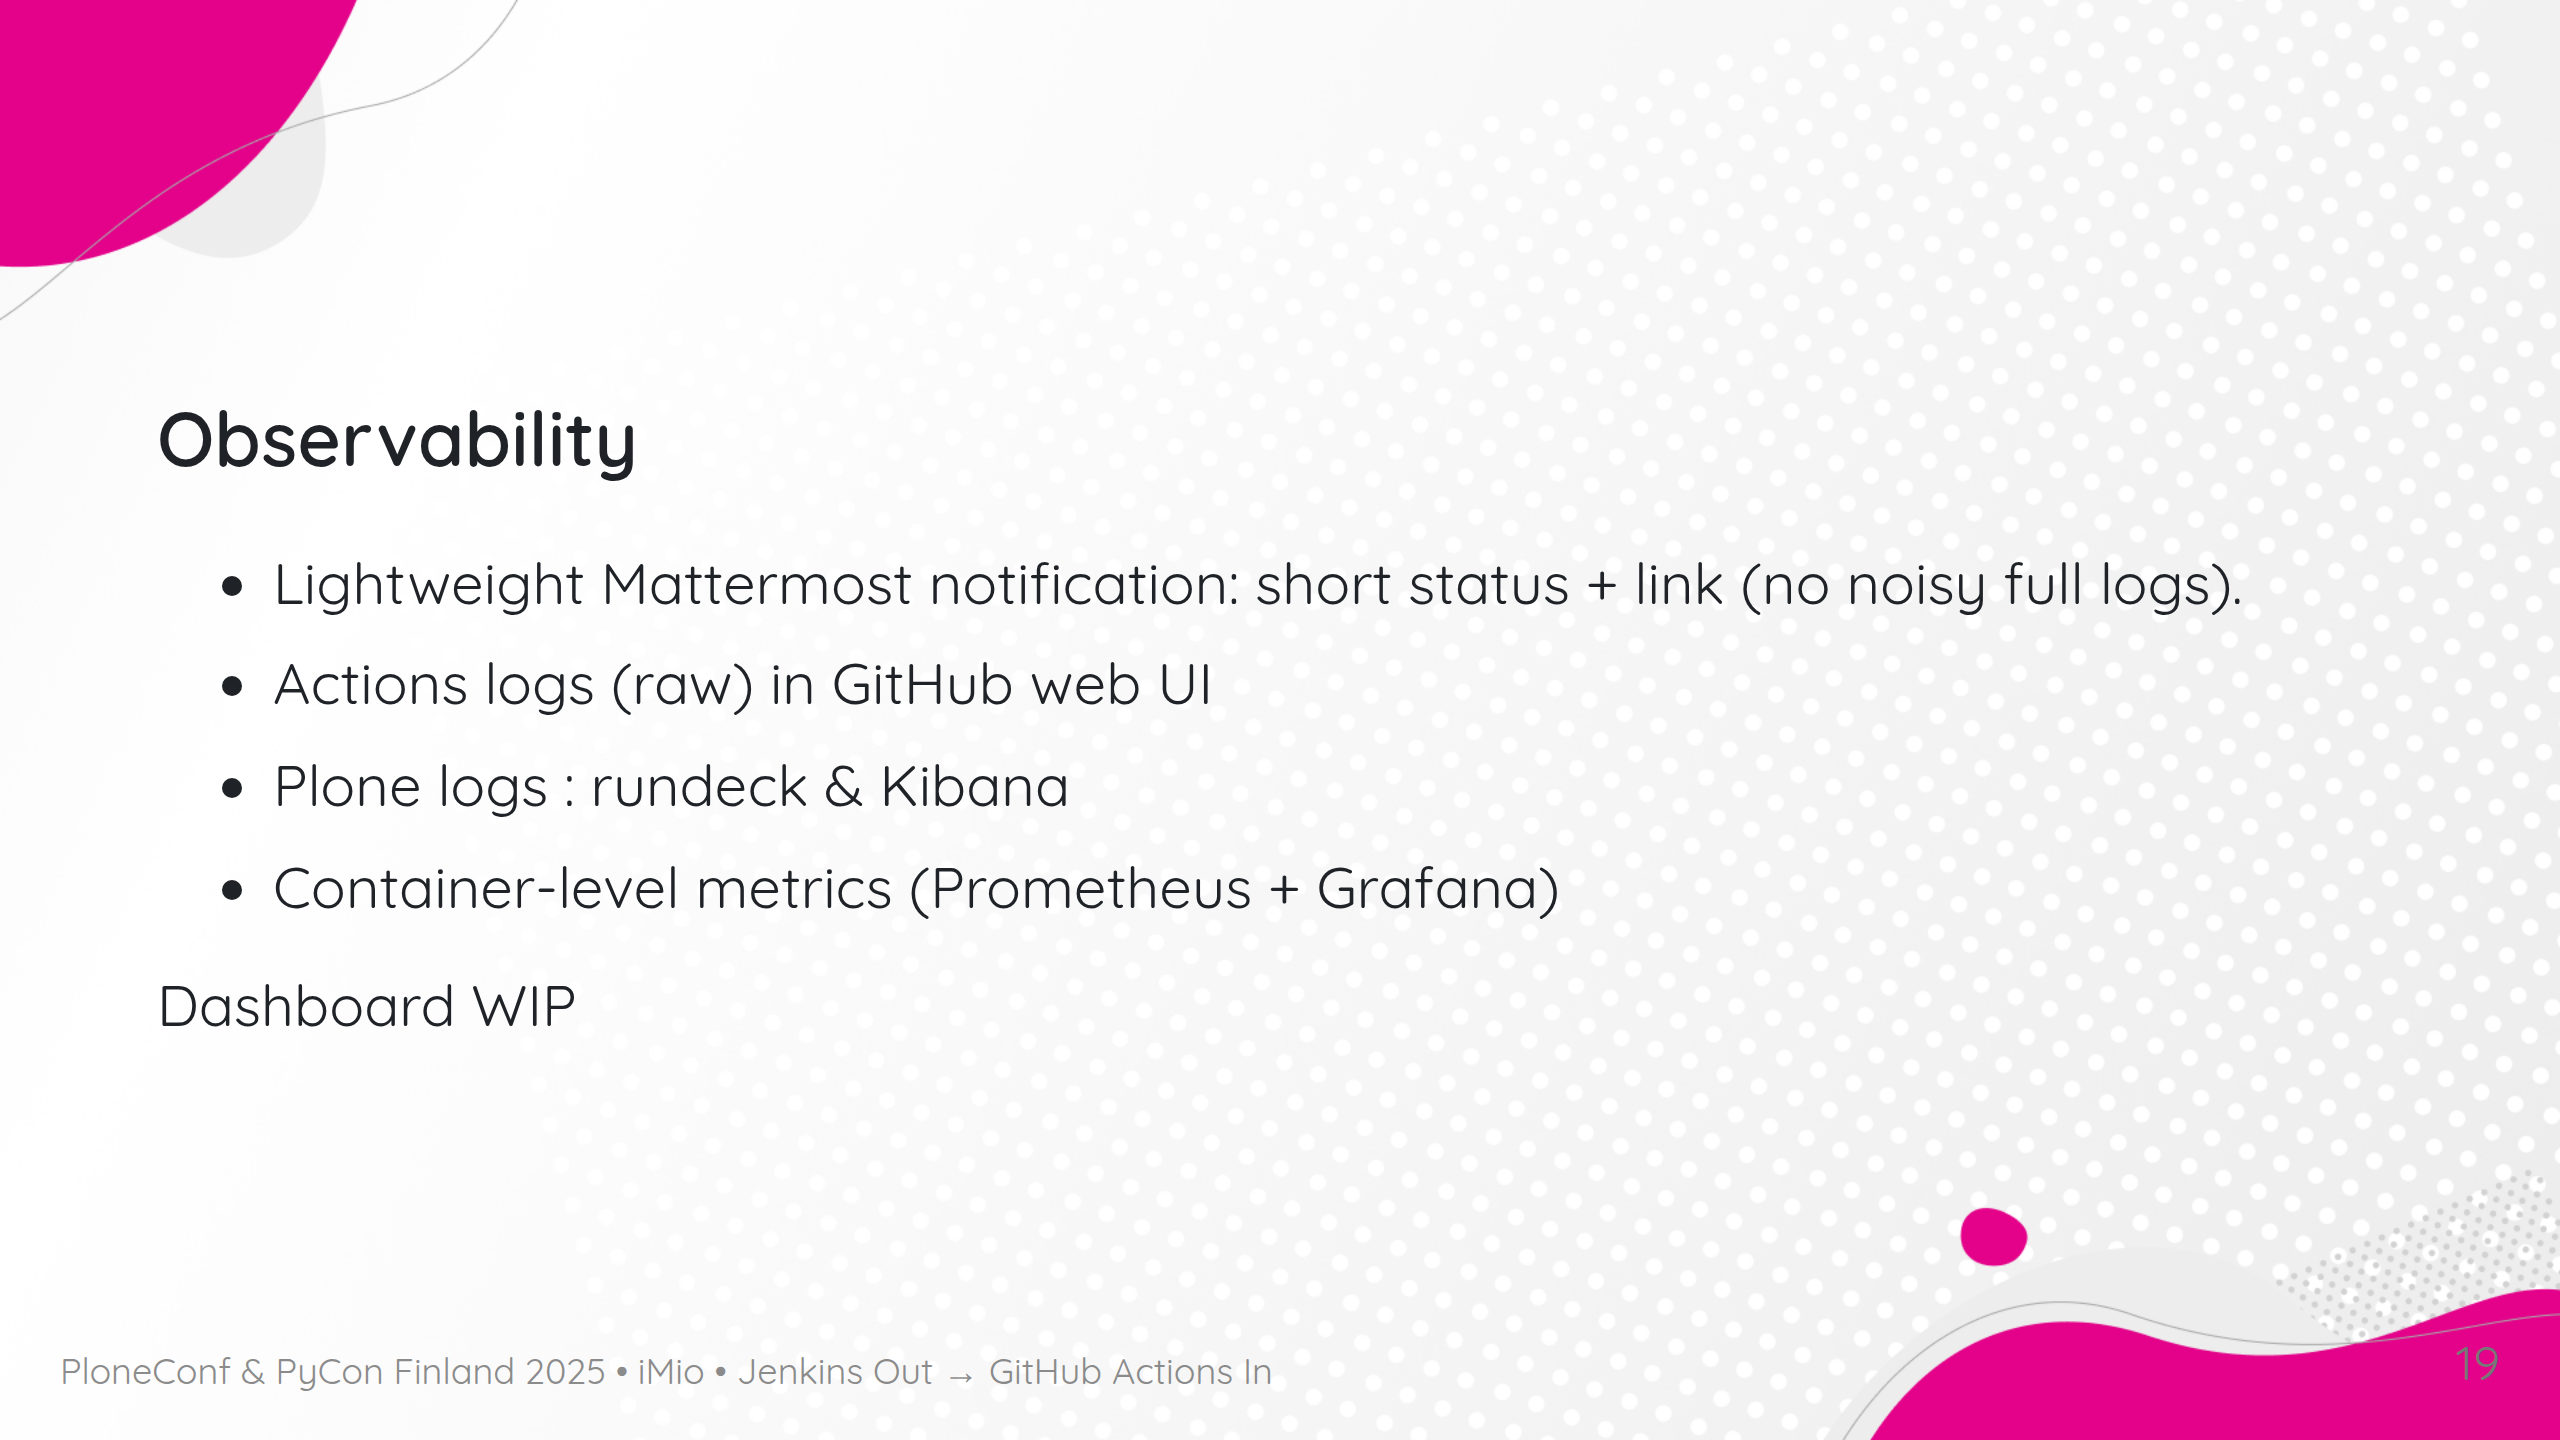 Observability
• Lightweight Mattermost notification: short status + link (no noisy full logs).
• Actions logs (raw) in GitHub web UI
• Plone logs : rundeck & Kibana
• Container-level metrics (Prometheus + Grafana)
Dashboard WIP
PloneConf & PyCon Finland 2025 • iMio • Jenkins Out → GitHub Actions In
19